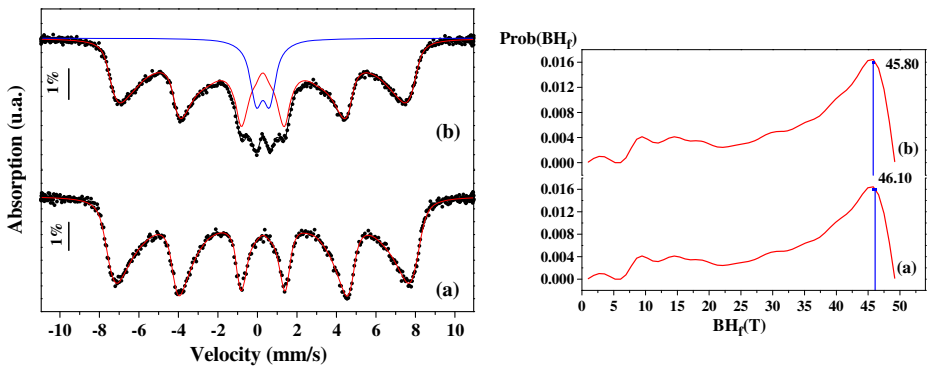 Absorption (u.a.)
1%
(b)
1%
(a)
-10 -8 -6 -4 -2 0 2 4 6 8 10
Velocity (mm/s)
Prob(BHf)
0.016
0.012
0.008
0.004
0.000
45.80
(b)
46.10
0.016
0.012
0.008
0.004
0.000
(a)
0 5 10 15 20 25 30 35 40 45 50
BHf(T)